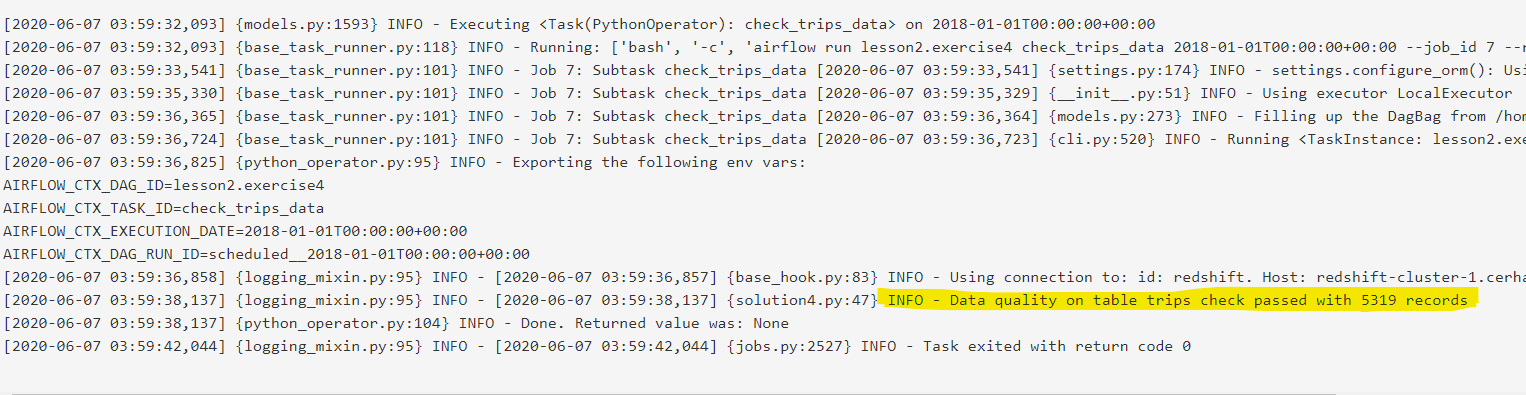 [2020-06-07 03:59:32,093] {models.py:1593} INFO - Executing <Task(PythonOperator): check_trips_data> on 2018-01-01T00:00:00+00:00
[2020-06-07 03:59:32,093] {base_task_runner.py:118} INFO - Running: ['bash', '-c', 'airflow run lesson2.exercise4 check_trips_data 2018-01-01T00:00:00+00:00 --job_id 7 --r
[2020-06-07 03:59:33,541] {base_task_runner.py:101} INFO - Job 7: Subtask check_trips_data [2020-06-07 03:59:33,541] {settings.py:174} INFO - settings.configure_orm(): Usi
[2020-06-07 03:59:35,330] {base_task_runner.py:101} INFO - Job 7: Subtask check_trips_data [2020-06-07 03:59:35,329] {__init__.py:51} INFO - Using executor LocalExecutor
[2020-06-07 03:59:36,365] {base_task_runner.py:101} INFO - Job 7: Subtask check_trips_data [2020-06-07 03:59:36,364] {models.py:273} INFO - Filling up the DagBag from /hom
[2020-06-07 03:59:36,724] {base_task_runner.py:101} INFO - Job 7: Subtask check_trips_data [2020-06-07 03:59:36,723] {cli.py:520} INFO - Running <TaskInstance: lesson2.exe
[2020-06-07 03:59:36,825] {python_operator.py:95} INFO - Exporting the following env vars:
AIRFLOW_CTX_DAG_ID=lesson2.exercise4
AIRFLOW_CTX_TASK_ID=check_trips_data
AIRFLOW_CTX_EXECUTION_DATE=2018-01-01T00:00:00+00:00
AIRFLOW_CTX_DAG_RUN_ID=scheduled__2018-01-01T00:00:00+00:00
[2020-06-07 03:59:36,858] {logging_mixin.py:95} INFO - [2020-06-07 03:59:36,857] {base_hook.py:83} INFO - Using connection to: id: redshift. Host: redshift-cluster-1.cerha
[2020-06-07 03:59:38,137] {logging_mixin.py:95} INFO - [2020-06-07 03:59:38,137] {solution4.py:47} INFO - Data quality on table trips check passed with 5319 records
[2020-06-07 03:59:38,137] {python_operator.py:104} INFO - Done. Returned value was: None
[2020-06-07 03:59:42,044] {logging_mixin.py:95} INFO - [2020-06-07 03:59:42,044] {jobs.py:2527} INFO - Task exited with return code 0